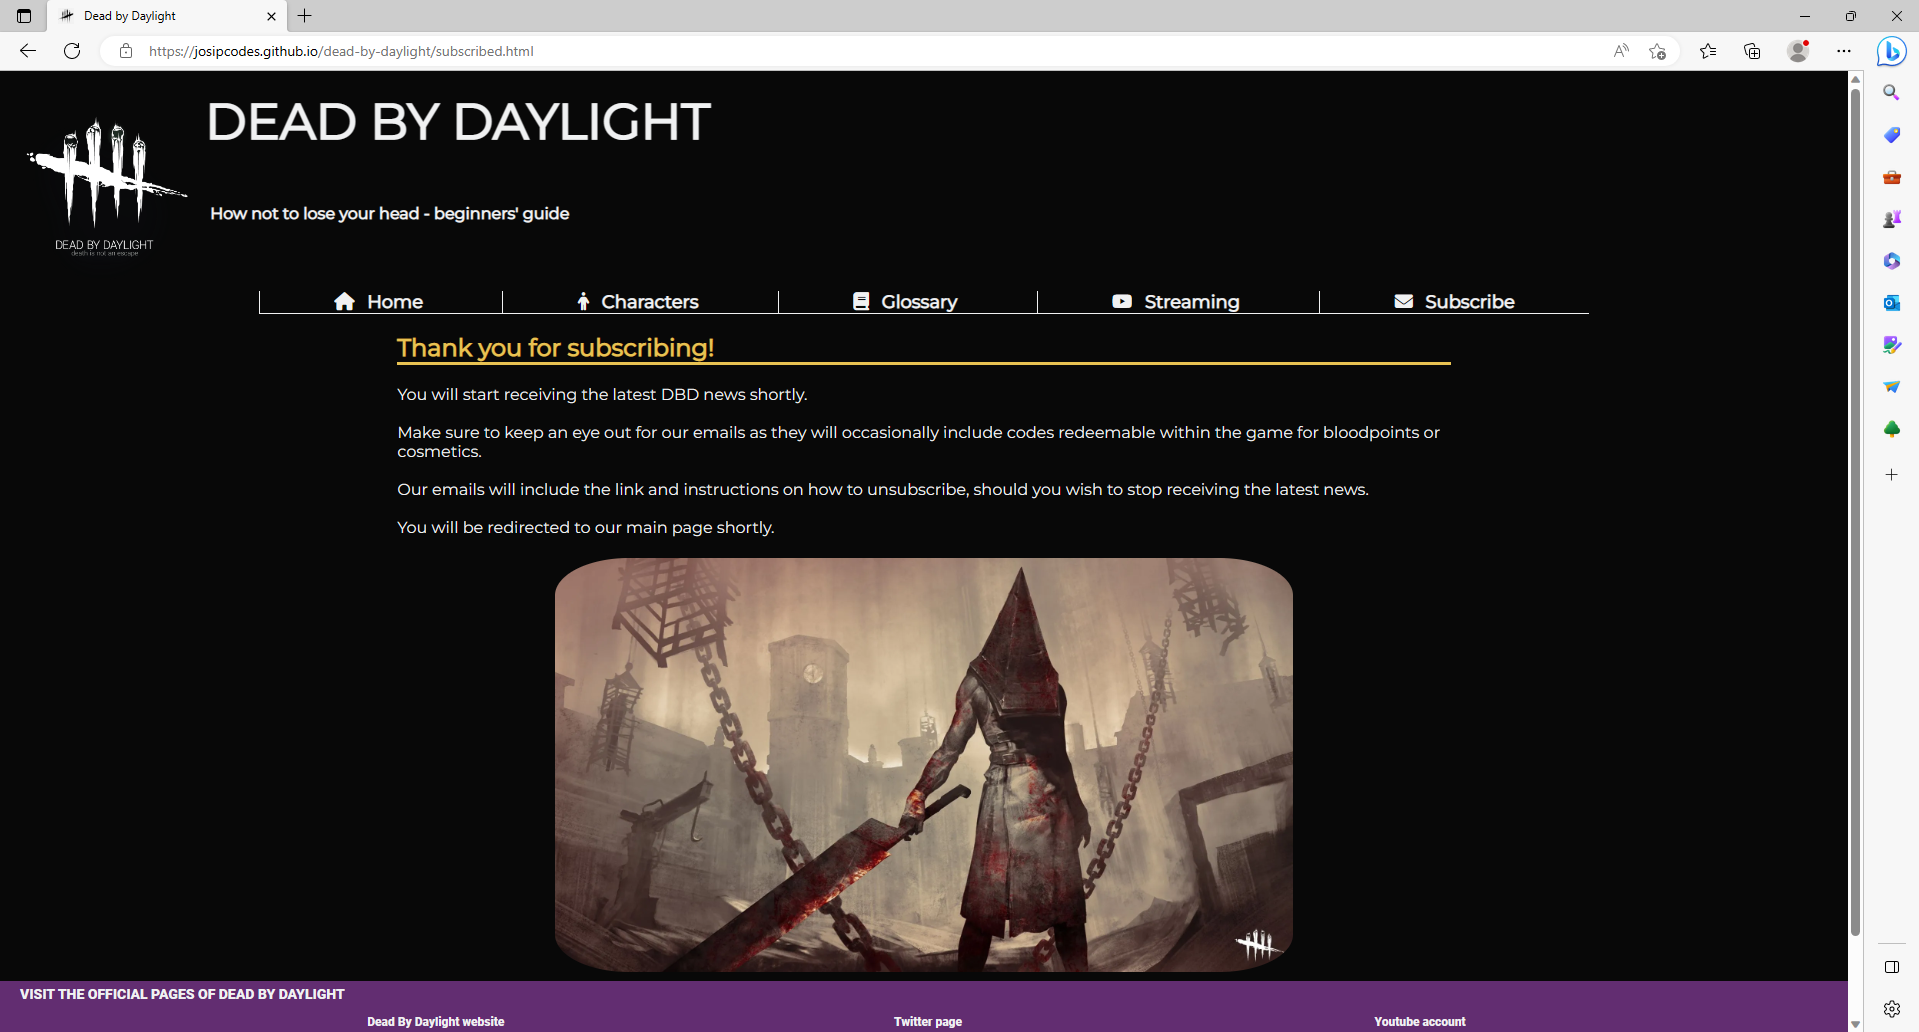 Dead by Daylight
https://josipcodes.github.io/dead-by-daylight/subscribed.html
DEAD BY DAYLIGHT
How not to lose your head - beginners' guide
DEAD BY DAYLIGHT
death is not an escape
Home
Characters
Glossary
Streaming
Subscribe
Thank you for subscribing!
You will start receiving the latest DBD news shortly.
Make sure to keep an eye out for our emails as they will occasionally include codes redeemable within the game for bloodpoints or
cosmetics.
Our emails will include the link and instructions on how to unsubscribe, should you wish to stop receiving the latest news.
You will be redirected to our main page shortly.
VISIT THE OFFICIAL PAGES OF DEAD BY DAYLIGHT
Dead By Daylight website
Twitter page
Youtube account